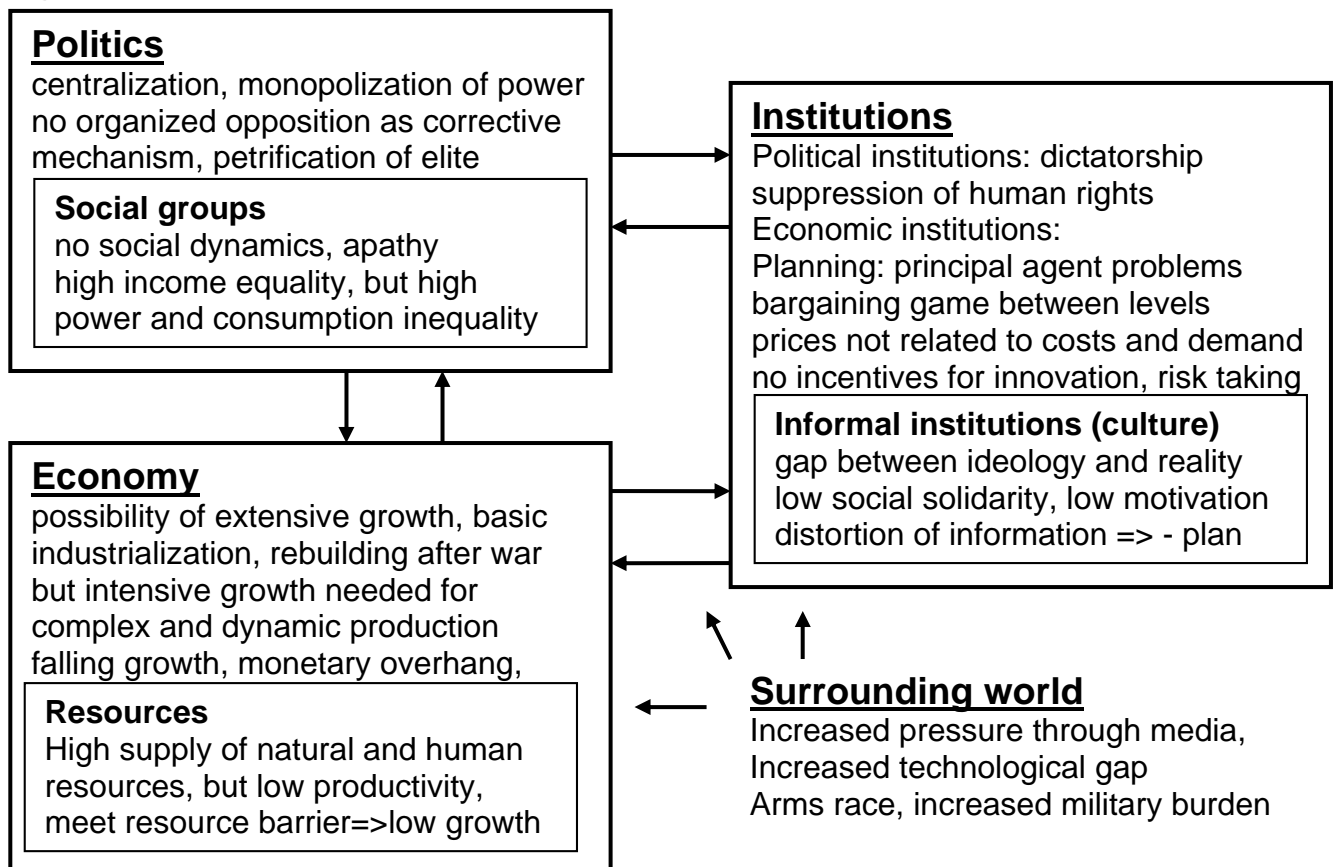 Politics
centralization, monopolization of power
no organized opposition as corrective
mechanism, petrification of elite
Social groups
no social dynamics, apathy
high income equality, but high
power and consumption inequality
Institutions
Political institutions: dictatorship
suppression of human rights
Economic institutions:
Planning: principal agent problems
bargaining game between levels
prices not related to costs and demand
no incentives for innovation, risk taking
Informal institutions (culture)
gap between ideology and reality
low social solidarity, low motivation
distortion of information => - plan
Economy
possibility of extensive growth, basic
industrialization, rebuilding after war
but intensive growth needed for
complex and dynamic production
falling growth, monetary overhang,
Resources
High supply of natural and human
resources, but low productivity,
meet resource barrier=>low growth
Surrounding world
Increased pressure through media,
Increased technological gap
Arms race, increased military burden